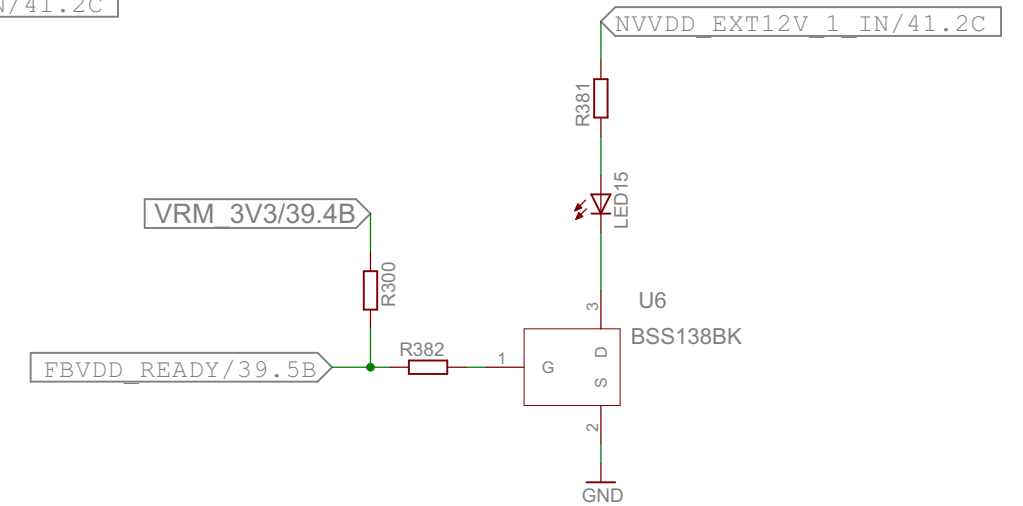 N/41.2C
NVVDD_EXT12V_1_IN/41.2C
R381
LED15
VRM_3V3/39.4B
R300
3
U6
BSS138BK
FBVDD_READY/39.5B
R382
1
G
D
S
2
GND